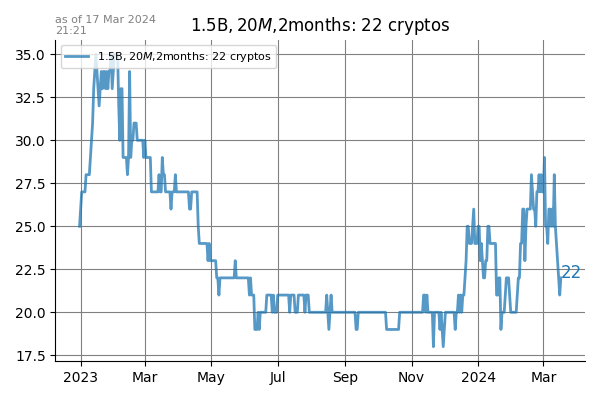 as of 17 Mar 2024
21:21
1.5B, 20M,2months: 22 cryptos
1.5B, 20M,2months: 22 cryptos
35.0
32.5
30.0
27.5
25.0
22.5
20.0
17.5
22
2023 Mar May Jul Sep Nov 2024 Mar